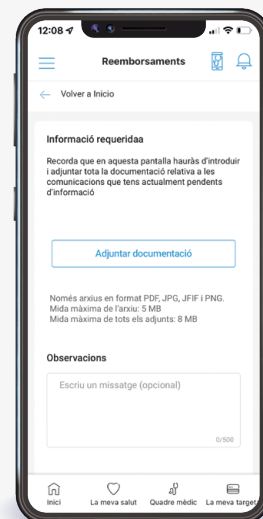 12:08
Reemborsaments
Volver a Inicio
Informació requeridaa
Recorda que en aquesta pantalla hauràs d'introduir
i adjuntar tota la documentació relativa a les
comunicacions que tens actualment pendents
d'informació
Adjuntar documentació
Només arxius en format PDF, JPG, JFIF i PNG.
Mida màxima de l'arxiu: 5 MB
Mida màxima de tots els adjunts: 8 MB
Observacions
Escriu un missatge (opcional)
0/500
Inici La meva salut Quadre mèdic La meva targeta